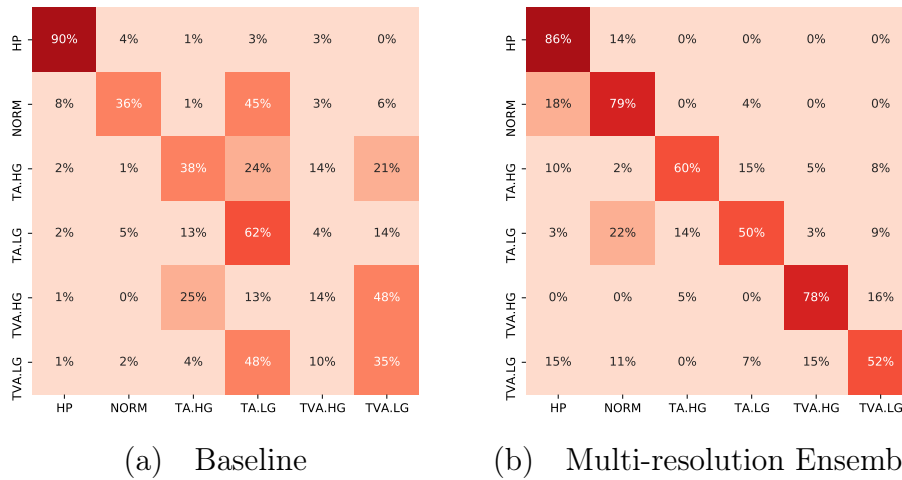 HP 90% 4% 1% 3% 3% 0%
NORM 8% 36% 1% 45% 3% 6%
TA.HG 2% 1% 38% 24% 14% 21%
TA.LG 2% 5% 13% 62% 4% 14%
TVA.HG 1% 0% 25% 13% 14% 48%
TVA.LG 1% 2% 4% 48% 10% 35%
HP NORM TA.HG TA.LG TVA.HG TVA.LG
(a) Baseline
HP 86% 14% 0% 0% 0% 0%
NORM 18% 79% 0% 4% 0% 0%
TA.HG 10% 2% 60% 15% 5% 8%
TA.LG 3% 22% 14% 50% 3% 9%
TVA.HG 0% 0% 5% 0% 78% 16%
TVA.LG 15% 11% 0% 7% 15% 52%
HP NORM TA.HG TA.LG TVA.HG TVA.LG
(b) Multi-resolution Ensemb